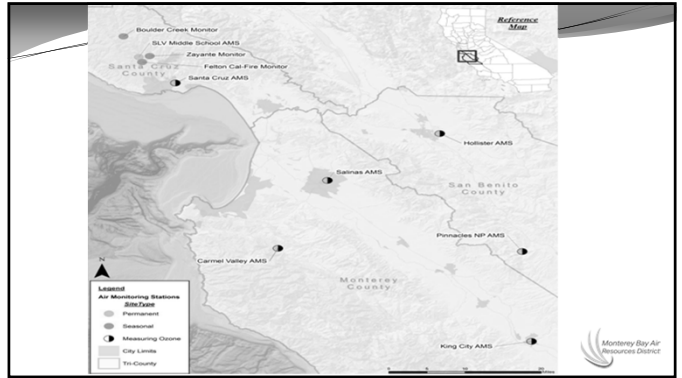 Reference
Map
Boulder Creek Monitor
SLV Middle School AMS
Zayante Monitor
Santa Cruz
County
Felton Cal-Fire Monitor
Santa Cruz AMS
Hollister AMS
Salinas AMS
San Benito
County
Pinnacles NP AMS
Carmel Valley AMS
Monterey
County
King City AMS
N
Legend
Air Monitoring Stations
SiteType
Permanent
Seasonal
Measuring Ozone
City Limits
Tri-County
Monterey Bay Air
Resources District